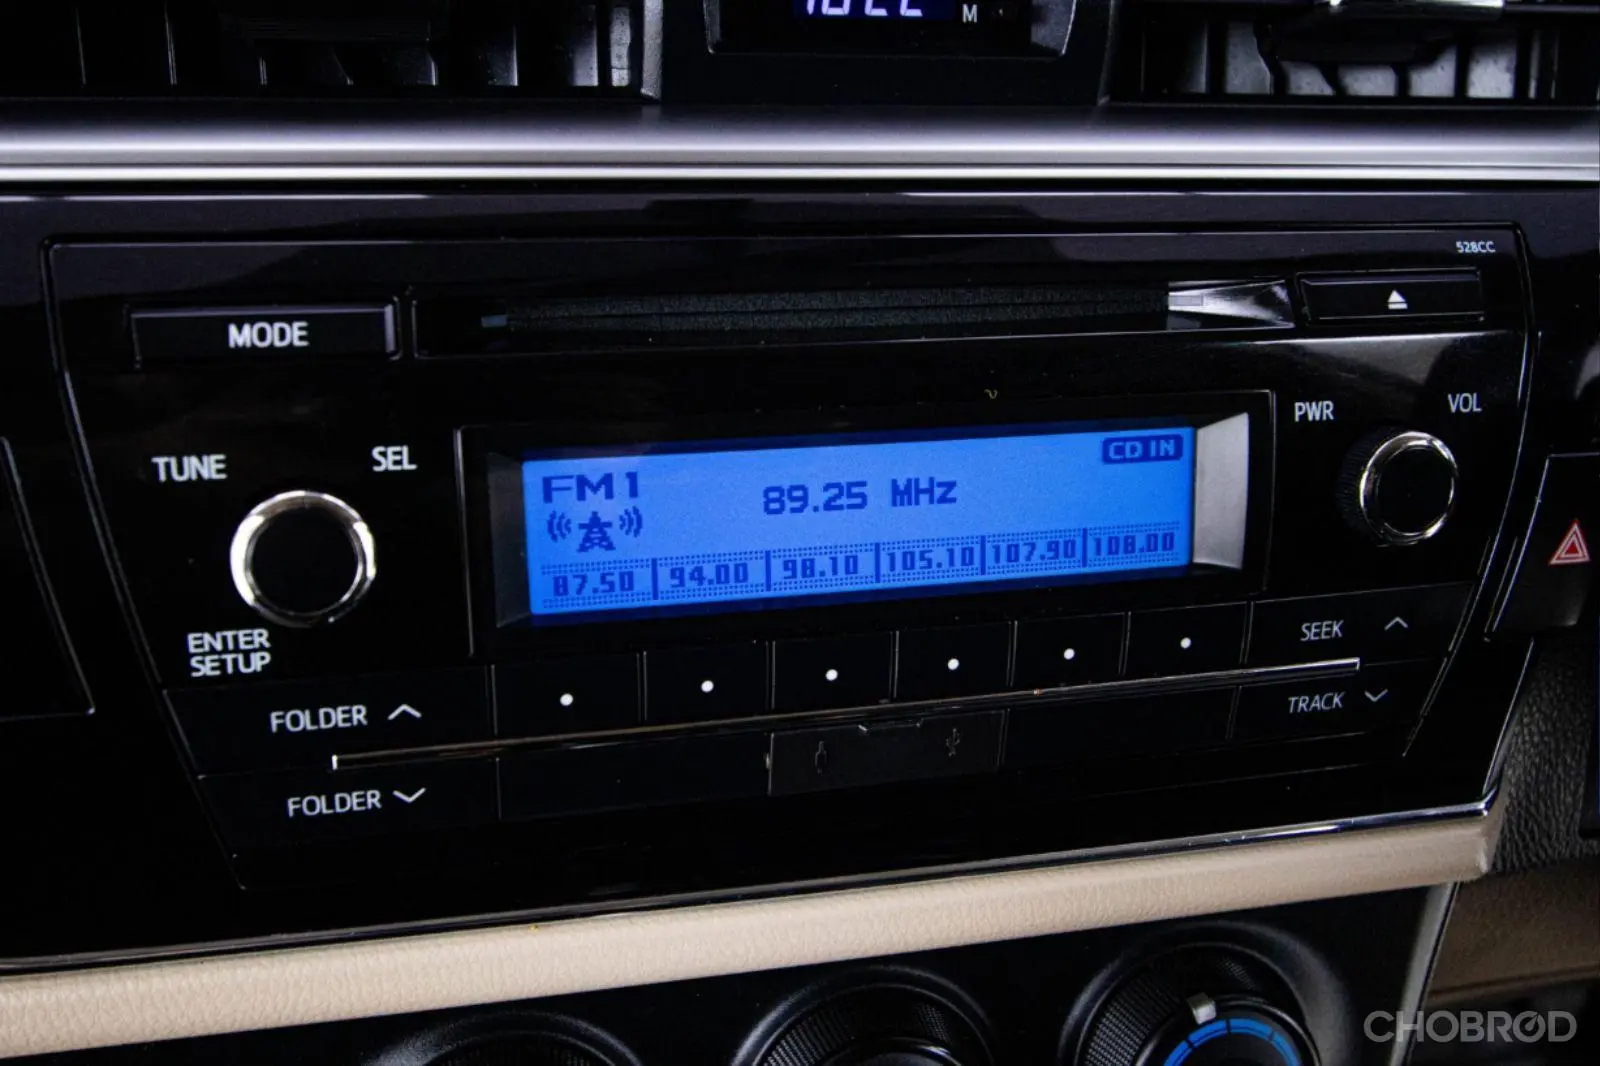 M
528CC
MODE
PWR
VOL
TUNE
SEL
CD IN
FM1
89.25 MHz
87.50 94.00 98.10 105.10 107.90 108.00
ENTER
SETUP
SEEK
TRACK
FOLDER
FOLDER
CHOBROD